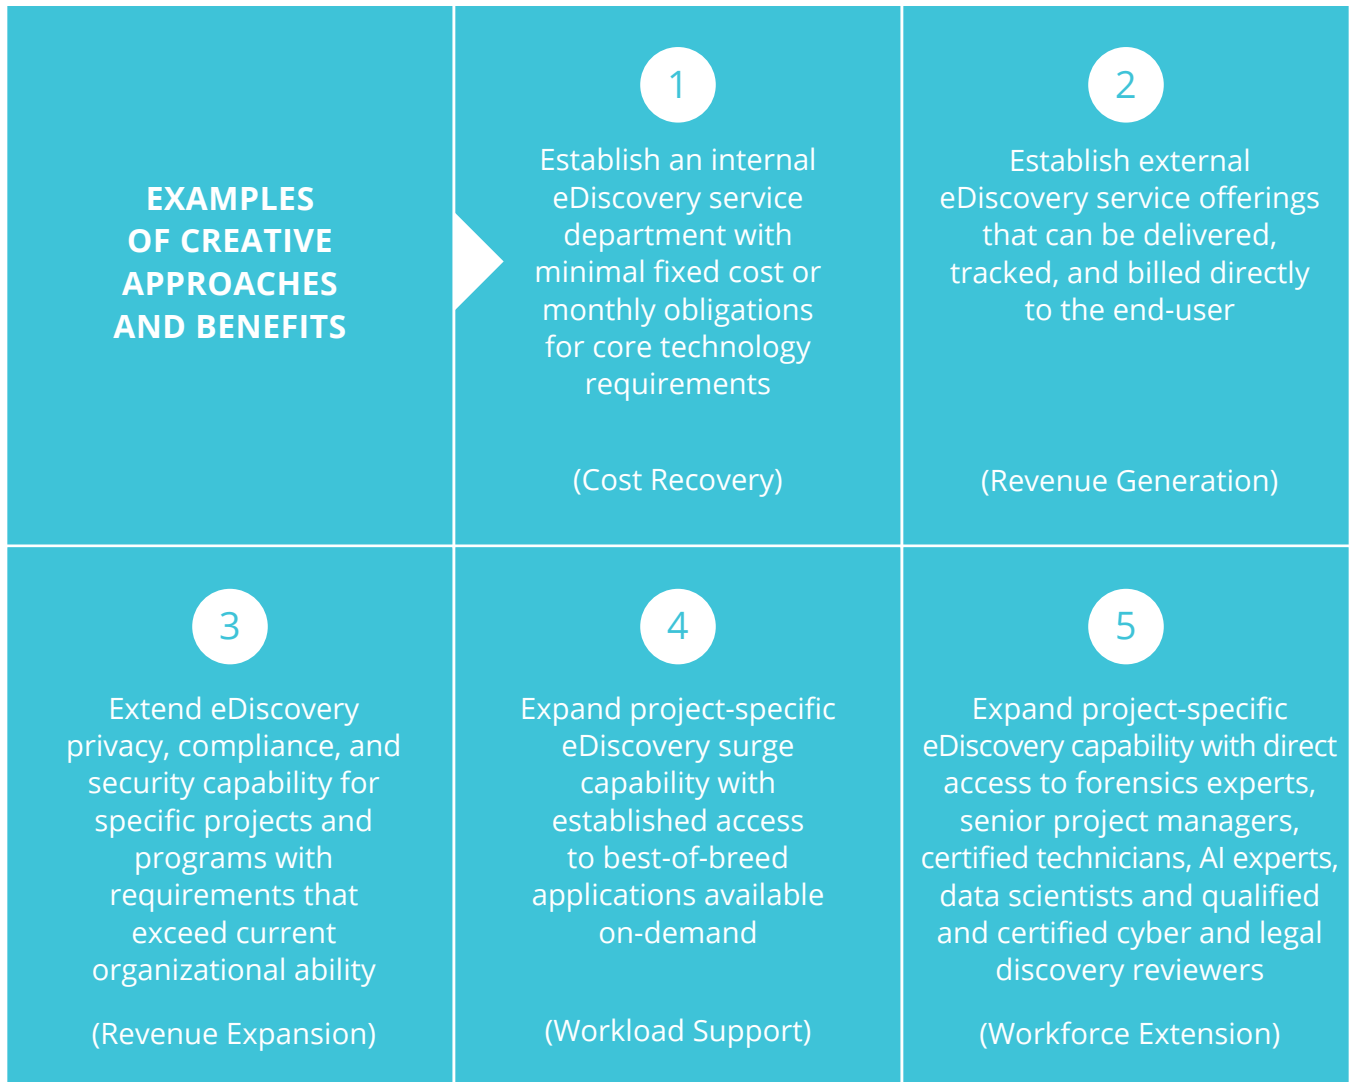 EXAMPLES
OF CREATIVE
APPROACHES
AND BENEFITS
1
Establish an internal
eDiscovery service
department with
minimal fixed cost or
monthly obligations
for core technology
requirements
(Cost Recovery)
2
Establish external
eDiscovery service offerings
that can be delivered,
tracked, and billed directly
to the end-user
(Revenue Generation)
3
Extend eDiscovery
privacy, compliance, and
security capability for
specific projects and
programs with
requirements that
exceed current
organizational ability
(Revenue Expansion)
4
Expand project-specific
eDiscovery surge
capability with
established access
to best-of-breed
applications available
on-demand
(Workload Support)
5
Expand project-specific
eDiscovery capability with direct
access to forensics experts,
senior project managers,
certified technicians, AI experts,
data scientists and qualified
and certified cyber and legal
discovery reviewers
(Workforce Extension)